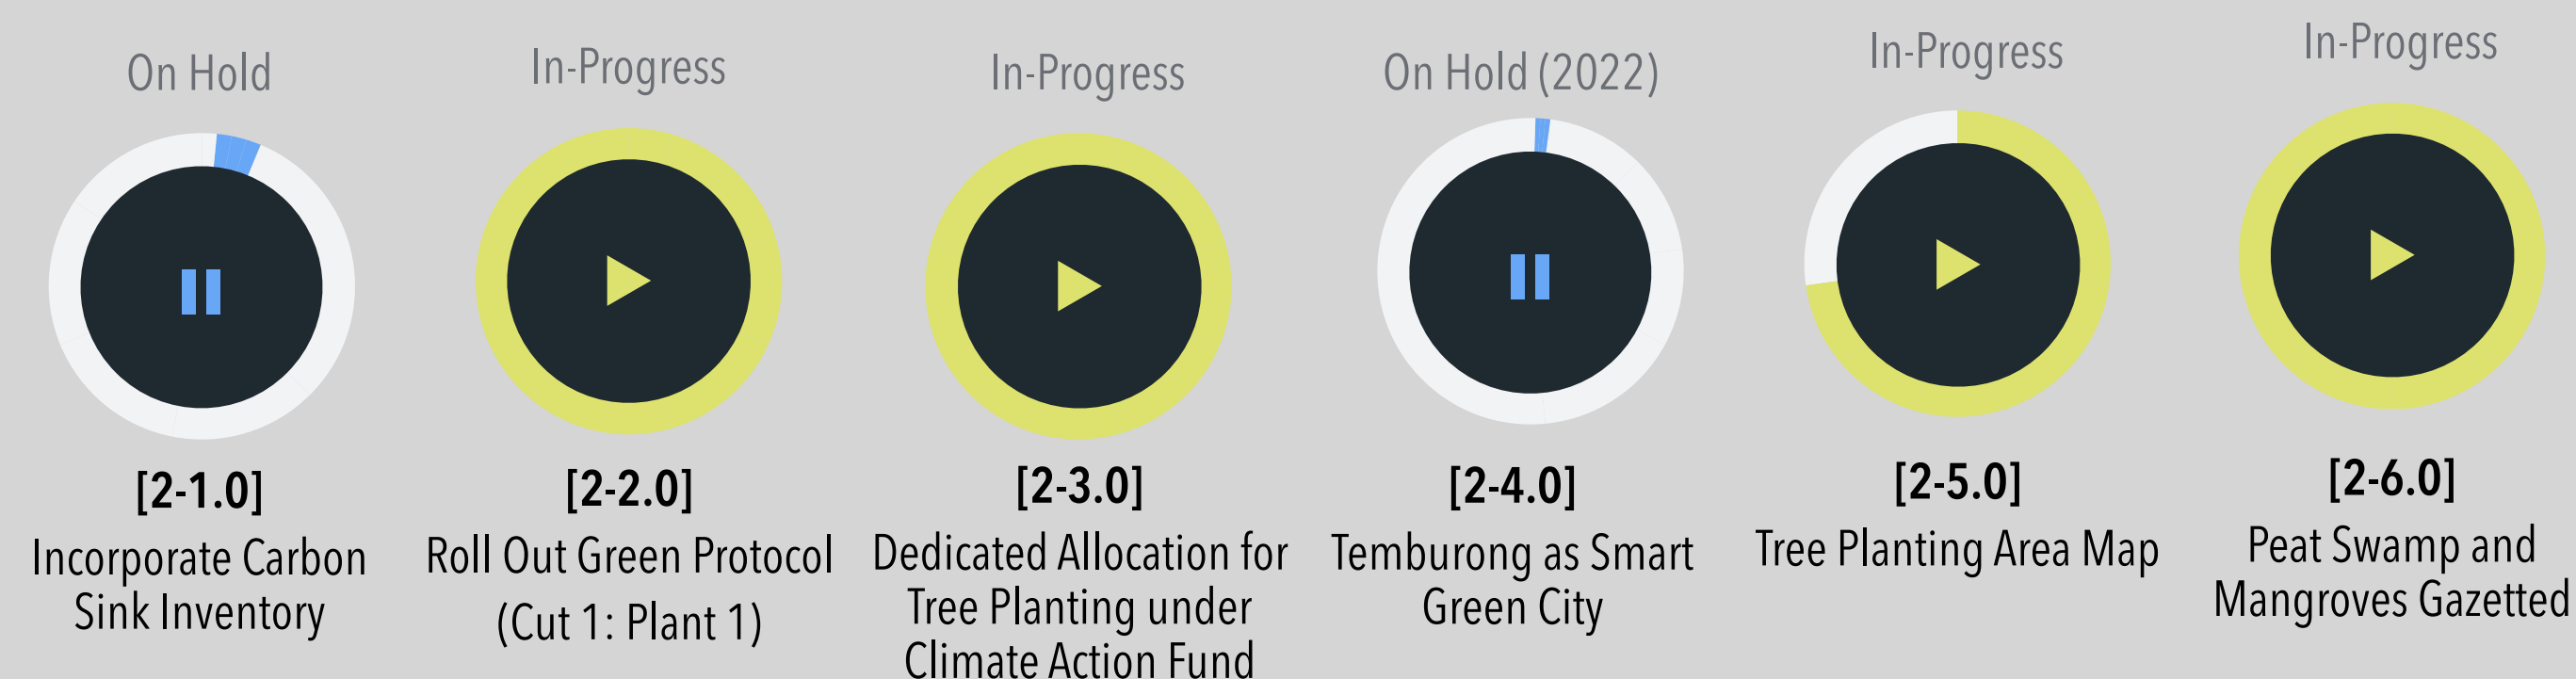 On Hold
[2-1.0]
Incorporate Carbon
Sink Inventory
In-Progress
[2-2.0]
Roll Out Green Protocol
(Cut 1: Plant 1)
In-Progress
[2-3.0]
Dedicated Allocation for
Tree Planting under
Climate Action Fund
On Hold (2022)
[2-4.0]
Temburong as Smart
Green City
In-Progress
[2-5.0]
Tree Planting Area Map
In-Progress
[2-6.0]
Peat Swamp and
Mangroves Gazetted